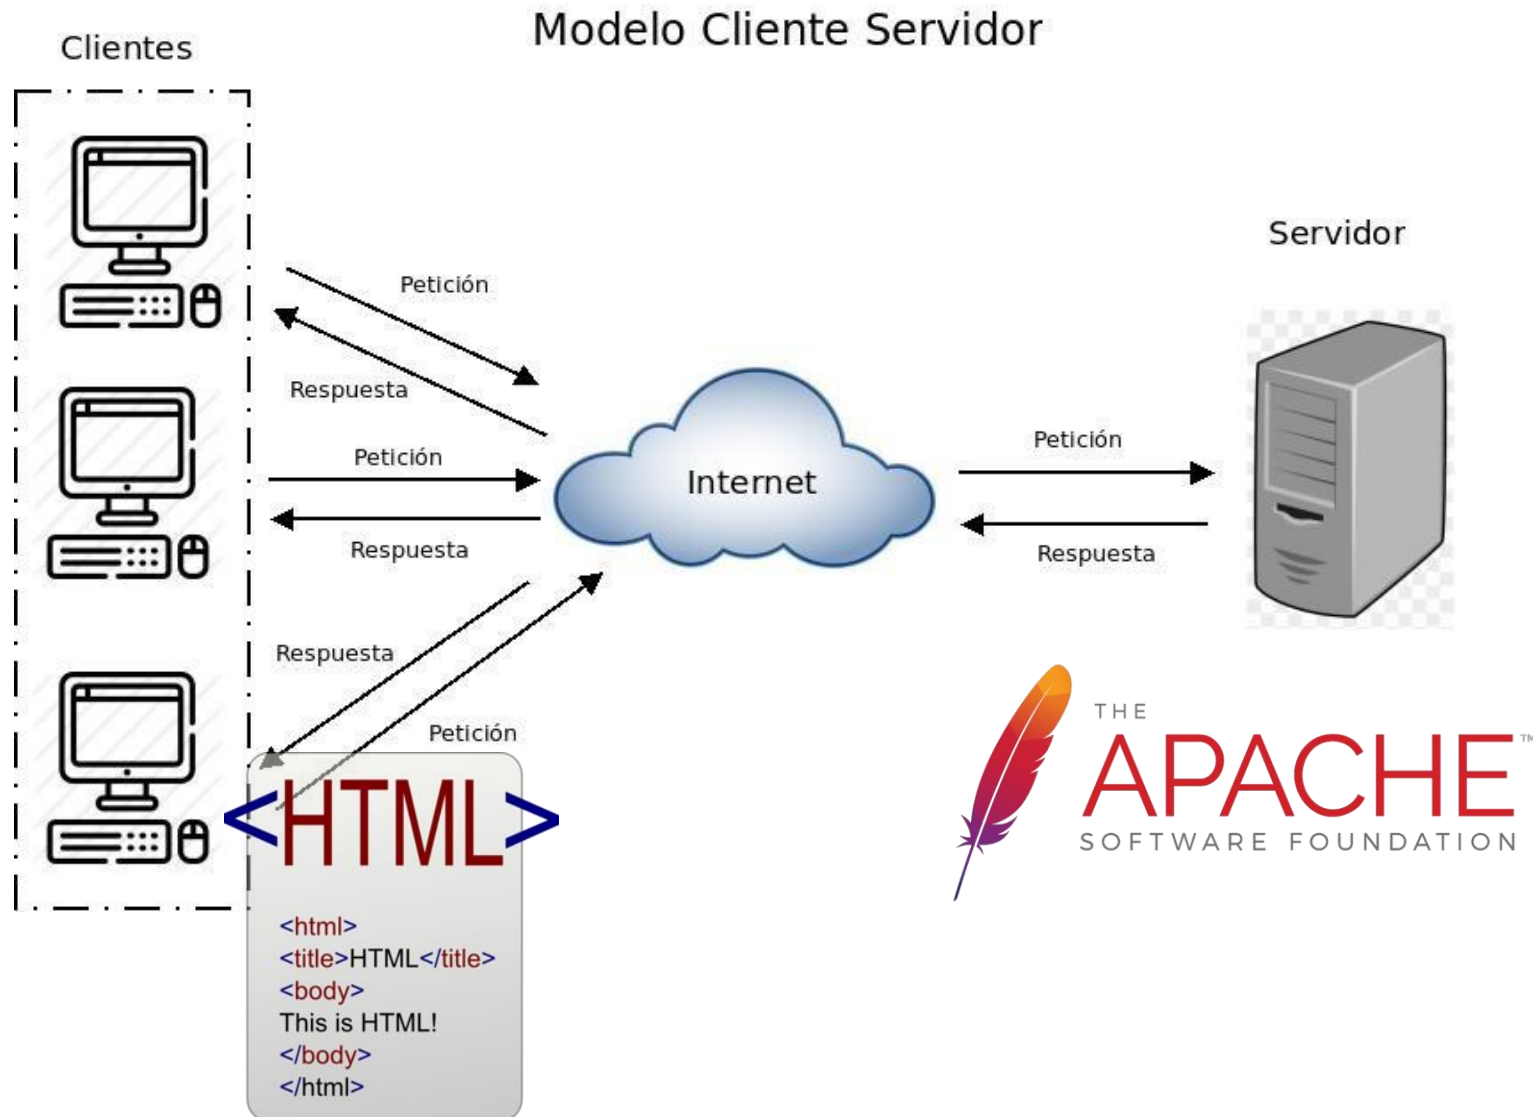 Modelo Cliente Servidor
Clientes
Servidor
Petición
Respuesta
Petición
Respuesta
Internet
Petición
Respuesta
Respuesta
Petición
<HTML>
<html>
<title>HTML</title>
<body>
This is HTML!
</body>
</html>
THE
APACHE™
SOFTWARE FOUNDATION